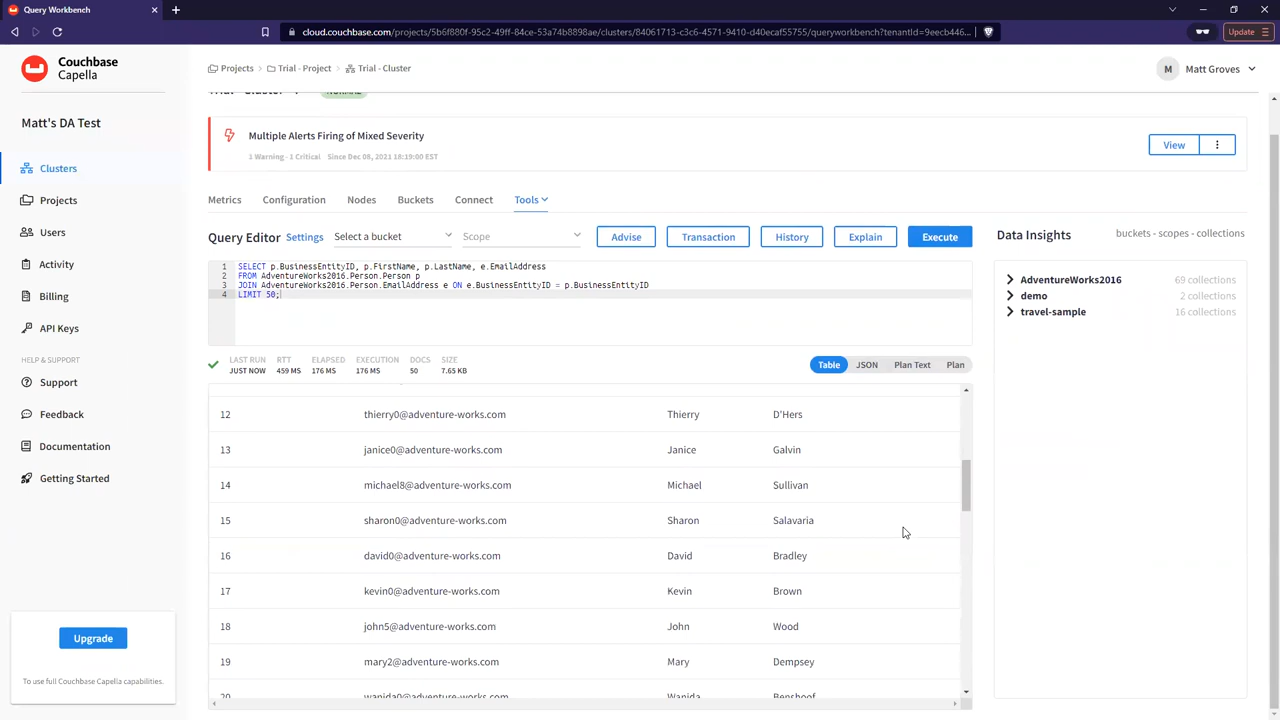 Query Workbench
cloud.couchbase.com/projects/5b6f880f-95c2-49ff-84ce-53a74b8898ae/clusters/84061713-c3c6-4571-9410-d40ecaf55755/queryworkbench?tenantId=9eecb446...
Update
Couchbase
Capella
Projects > Trial - Project > Trial - Cluster
M Matt Groves
Matt's DA Test
Trial - Cluster
NORMAL
Multiple Alerts Firing of Mixed Severity
1 Warning · 1 Critical Since Dec 08, 2021 18:19:00 EST
View
Clusters
Projects
Users
Activity
Billing
API Keys
HELP & SUPPORT
Support
Feedback
Documentation
Getting Started
Upgrade
To use full Couchbase Capella capabilities.
Metrics Configuration Nodes Buckets Connect Tools
Query Editor Settings Select a bucket Scope Advise Transaction History Explain Execute
1 SELECT p.BusinessEntityID, p.FirstName, p.LastName, e.EmailAddress
2 FROM AdventureWorks2016.Person.Person p
3 JOIN AdventureWorks2016.Person.EmailAddress e ON e.BusinessEntityID = p.BusinessEntityID
4 LIMIT 50;
LAST RUN RTT ELAPSED EXECUTION DOCS SIZE
JUST NOW 459 MS 176 MS 176 MS 50 7.65 KB
Table JSON Plan Text Plan
12 thierry0@adventure-works.com Thierry D'Hers
13 janice0@adventure-works.com Janice Galvin
14 michael8@adventure-works.com Michael Sullivan
15 sharon0@adventure-works.com Sharon Salavaria
16 david0@adventure-works.com David Bradley
17 kevin0@adventure-works.com Kevin Brown
18 john5@adventure-works.com John Wood
19 mary2@adventure-works.com Mary Dempsey
20 wanida0@adventure-works.com Wanida Benshoof
Data Insights buckets - scopes - collections
AdventureWorks2016 69 collections
demo 2 collections
travel-sample 16 collections